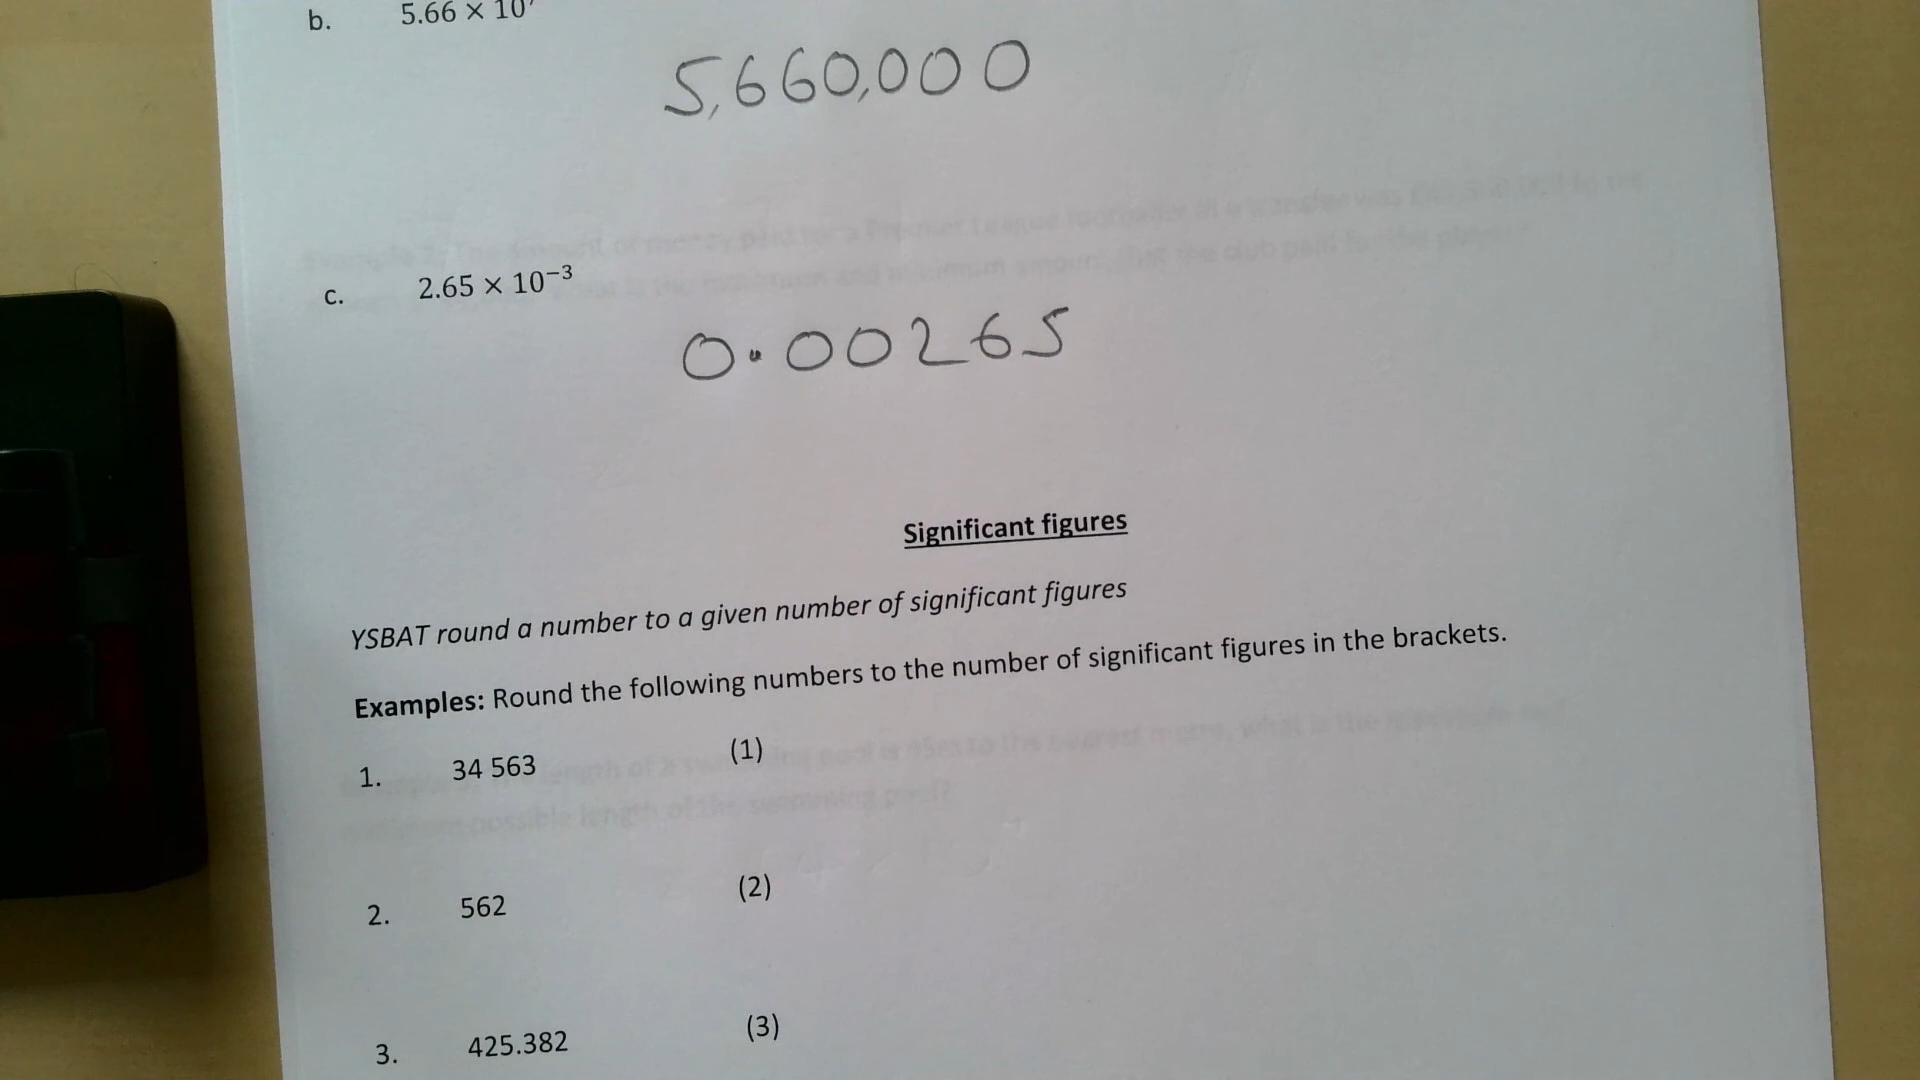 b. 5.66 × 10
5,660,000
c. 2.65 × 10⁻³
0.00265
Significant figures
YSBAT round a number to a given number of significant figures
Examples: Round the following numbers to the number of significant figures in the brackets.
1. 34 563 (1)
2. 562 (2)
3. 425.382 (3)